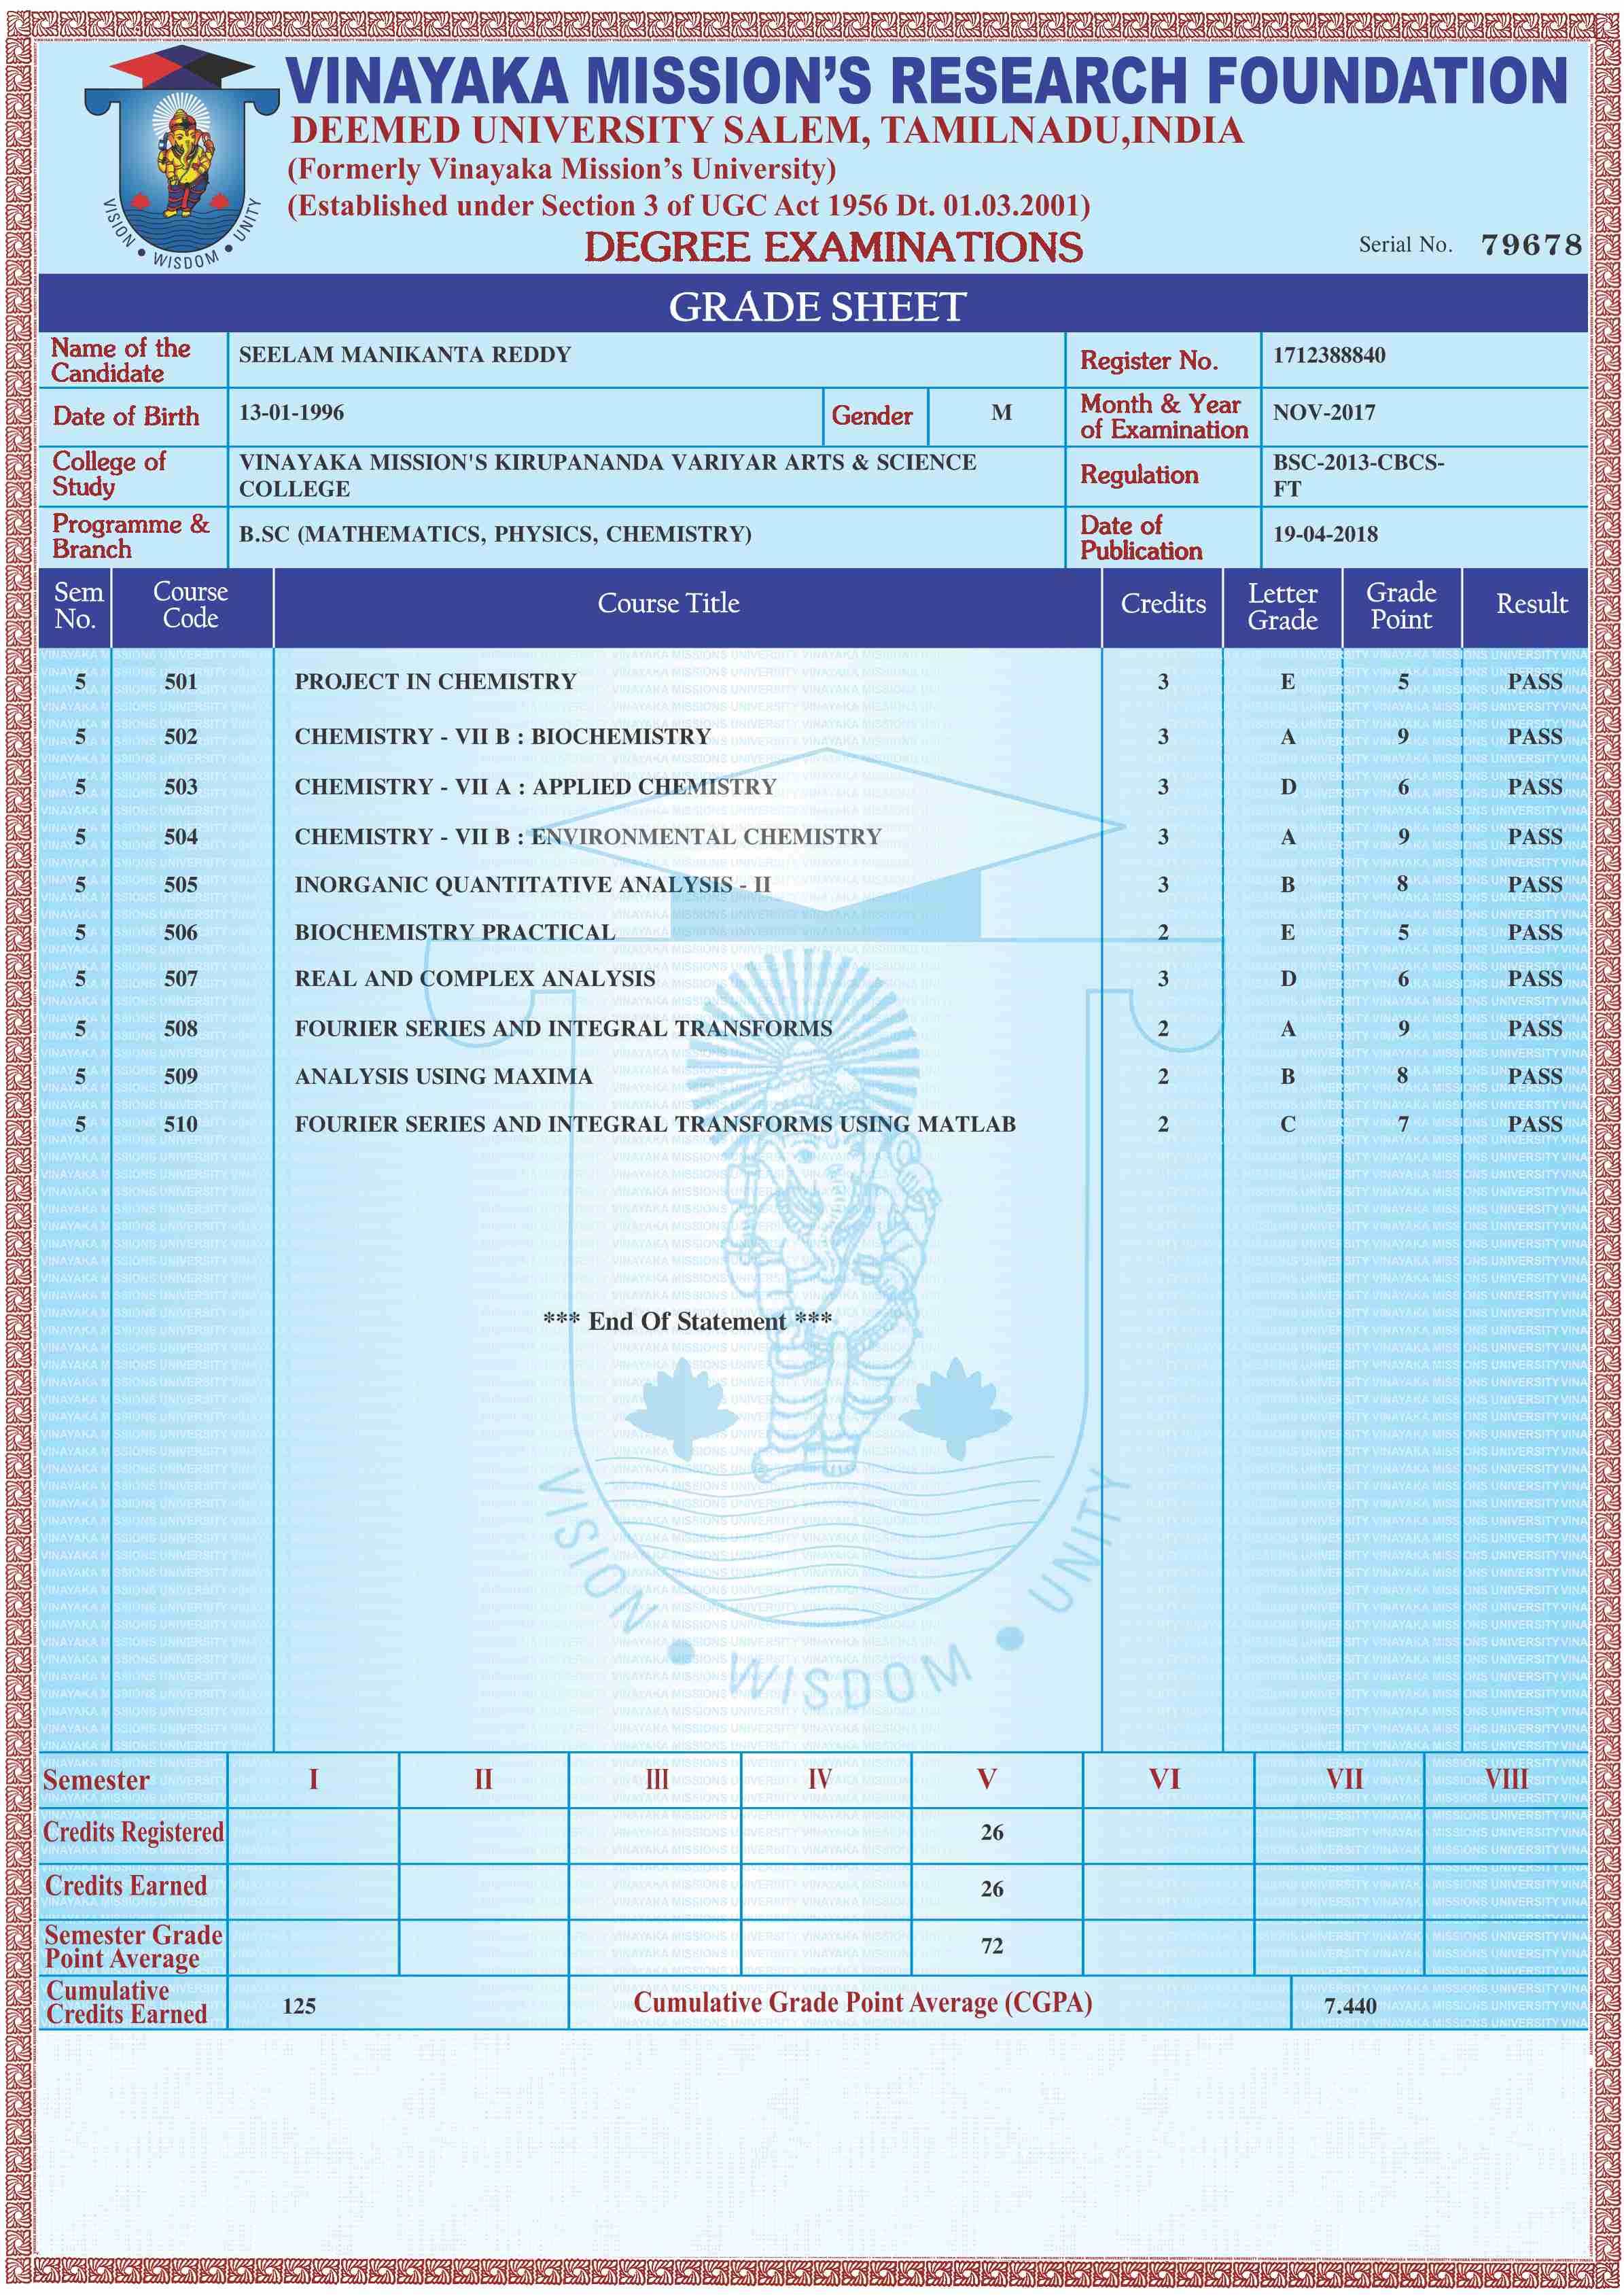 VINAYAKA MISSION'S RESEARCH FOUNDATION
DEEMED UNIVERSITY SALEM, TAMILNADU,INDIA
(Formerly Vinayaka Mission's University)
(Established under Section 3 of UGC Act 1956 Dt. 01.03.2001)
VISION • WISDOM • UNITY
DEGREE EXAMINATIONS
Serial No. 79678
GRADE SHEET
Name of the Candidate SEELAM MANIKANTA REDDY Register No. 1712388840
Date of Birth 13-01-1996 Gender M Month & Year of Examination NOV-2017
College of Study VINAYAKA MISSION'S KIRUPANANDA VARIYAR ARTS & SCIENCE COLLEGE Regulation BSC-2013-CBCS-FT
Programme & Branch B.SC (MATHEMATICS, PHYSICS, CHEMISTRY) Date of Publication 19-04-2018
Sem No. Course Code Course Title Credits Letter Grade Grade Point Result
5 501 PROJECT IN CHEMISTRY 3 E 5 PASS
5 502 CHEMISTRY - VII B : BIOCHEMISTRY 3 A 9 PASS
5 503 CHEMISTRY - VII A : APPLIED CHEMISTRY 3 D 6 PASS
5 504 CHEMISTRY - VII B : ENVIRONMENTAL CHEMISTRY 3 A 9 PASS
5 505 INORGANIC QUANTITATIVE ANALYSIS - II 3 B 8 PASS
5 506 BIOCHEMISTRY PRACTICAL 2 E 5 PASS
5 507 REAL AND COMPLEX ANALYSIS 3 D 6 PASS
5 508 FOURIER SERIES AND INTEGRAL TRANSFORMS 2 A 9 PASS
5 509 ANALYSIS USING MAXIMA 2 B 8 PASS
5 510 FOURIER SERIES AND INTEGRAL TRANSFORMS USING MATLAB 2 C 7 PASS
*** End Of Statement ***
VISION • WISDOM • UNITY
Semester I II III IV V VI VII VIII
Credits Registered 26
Credits Earned 26
Semester Grade Point Average 72
Cumulative Credits Earned 125 Cumulative Grade Point Average (CGPA) 7.440